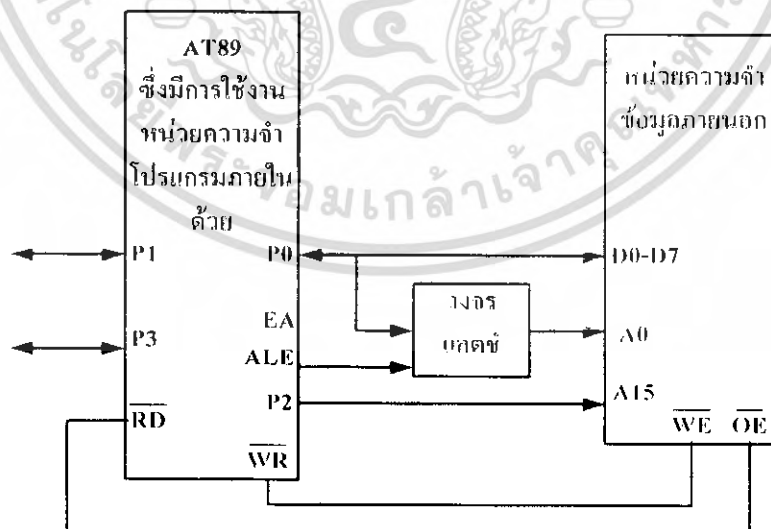 AT89
ซึ่งมีการใช้งาน
หน่วยความจำ
โปรแกรมภายใน
ด้วย
P1
P3
RD
P0
EA
ALE
P2
WR
วงจร
แลตช์
หน่วยความจำ
ข้อมูลภายนอก
D0-D7
A0
A15
WE OE